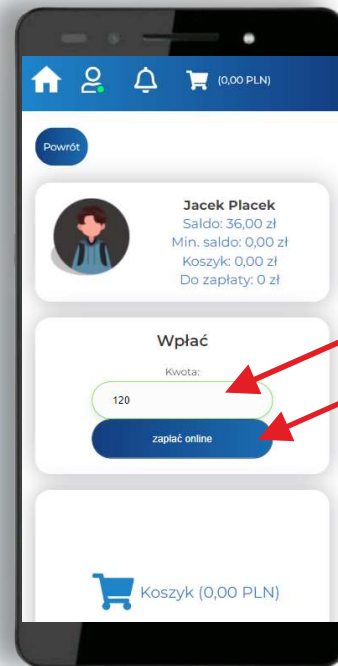 (0,00 PLN)
Powrót
Jacek Placek
Saldo: 36,00 zł
Min. saldo: 0,00 zł
Koszyk: 0,00 zł
Do zapłaty: 0 zł
Wpłać
Kwota:
120
zapłać online
Koszyk (0,00 PLN)